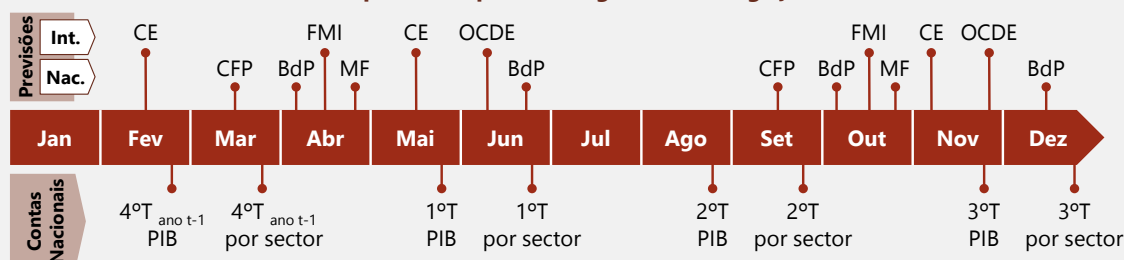 Previsões
Int.
Nac.
CE FMI CE OCDE FMI CE OCDE
CFP BdP MF BdP CFP BdP MF BdP
Jan Fev Mar Abr Mai Jun Jul Ago Set Out Nov Dez
Contas
Nacionais
4ºT ano t-1 4ºT ano t-1 1ºT 1ºT 2ºT 2ºT 3ºT 3ºT
PIB por sector PIB por sector PIB por sector PIB por sector